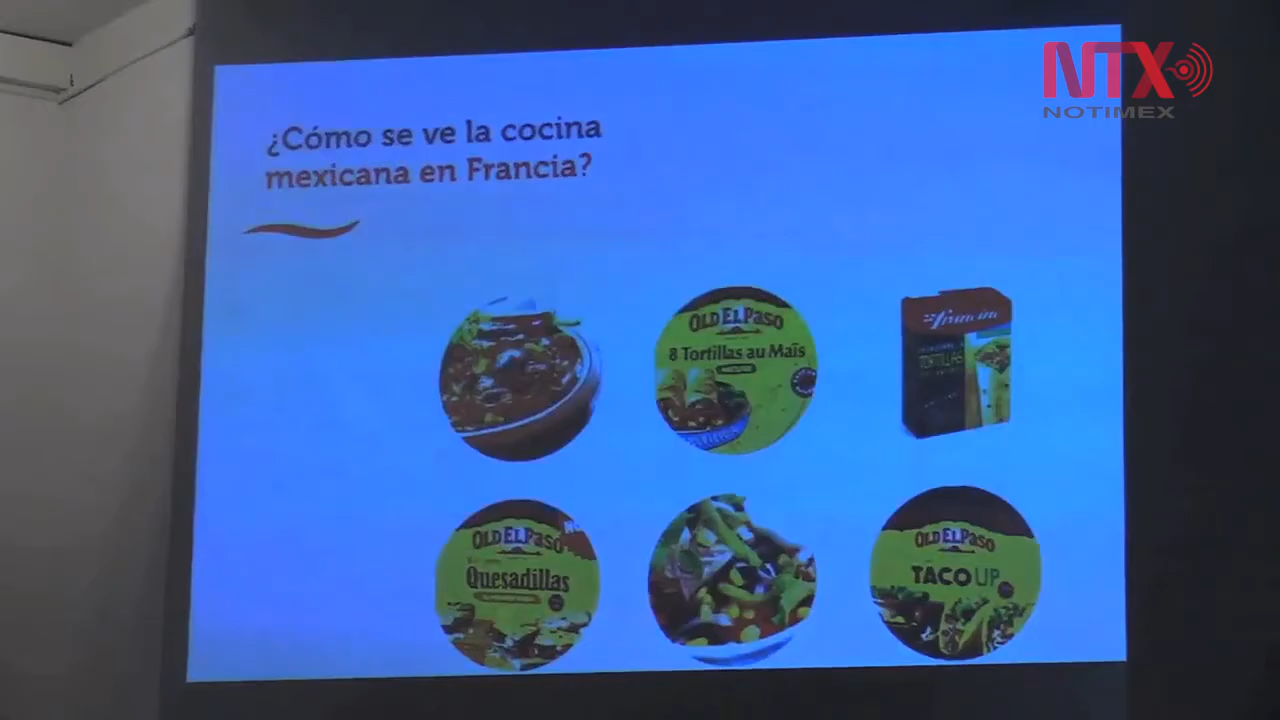 NTX
NOTIMEX
¿Cómo se ve la cocina
mexicana en Francia?
OLD EL PASO
8 Tortillas au Maïs
TORTILLAS
OLD EL PASO
Quesadillas
OLD EL PASO
TACO UP